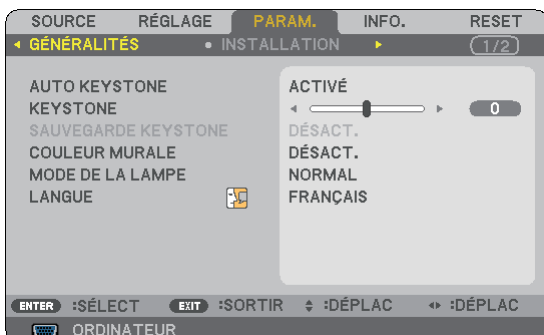 SOURCE RÉGLAGE PARAM. INFO. RESET
GÉNÉRALITÉS INSTALLATION 1/2
AUTO KEYSTONE ACTIVÉ
KEYSTONE 0
SAUVEGARDE KEYSTONE DÉSACT.
COULEUR MURALE DÉSACT.
MODE DE LA LAMPE NORMAL
LANGUE FRANÇAIS
ENTER :SÉLECT EXIT :SORTIR :DÉPLAC :DÉPLAC
ORDINATEUR